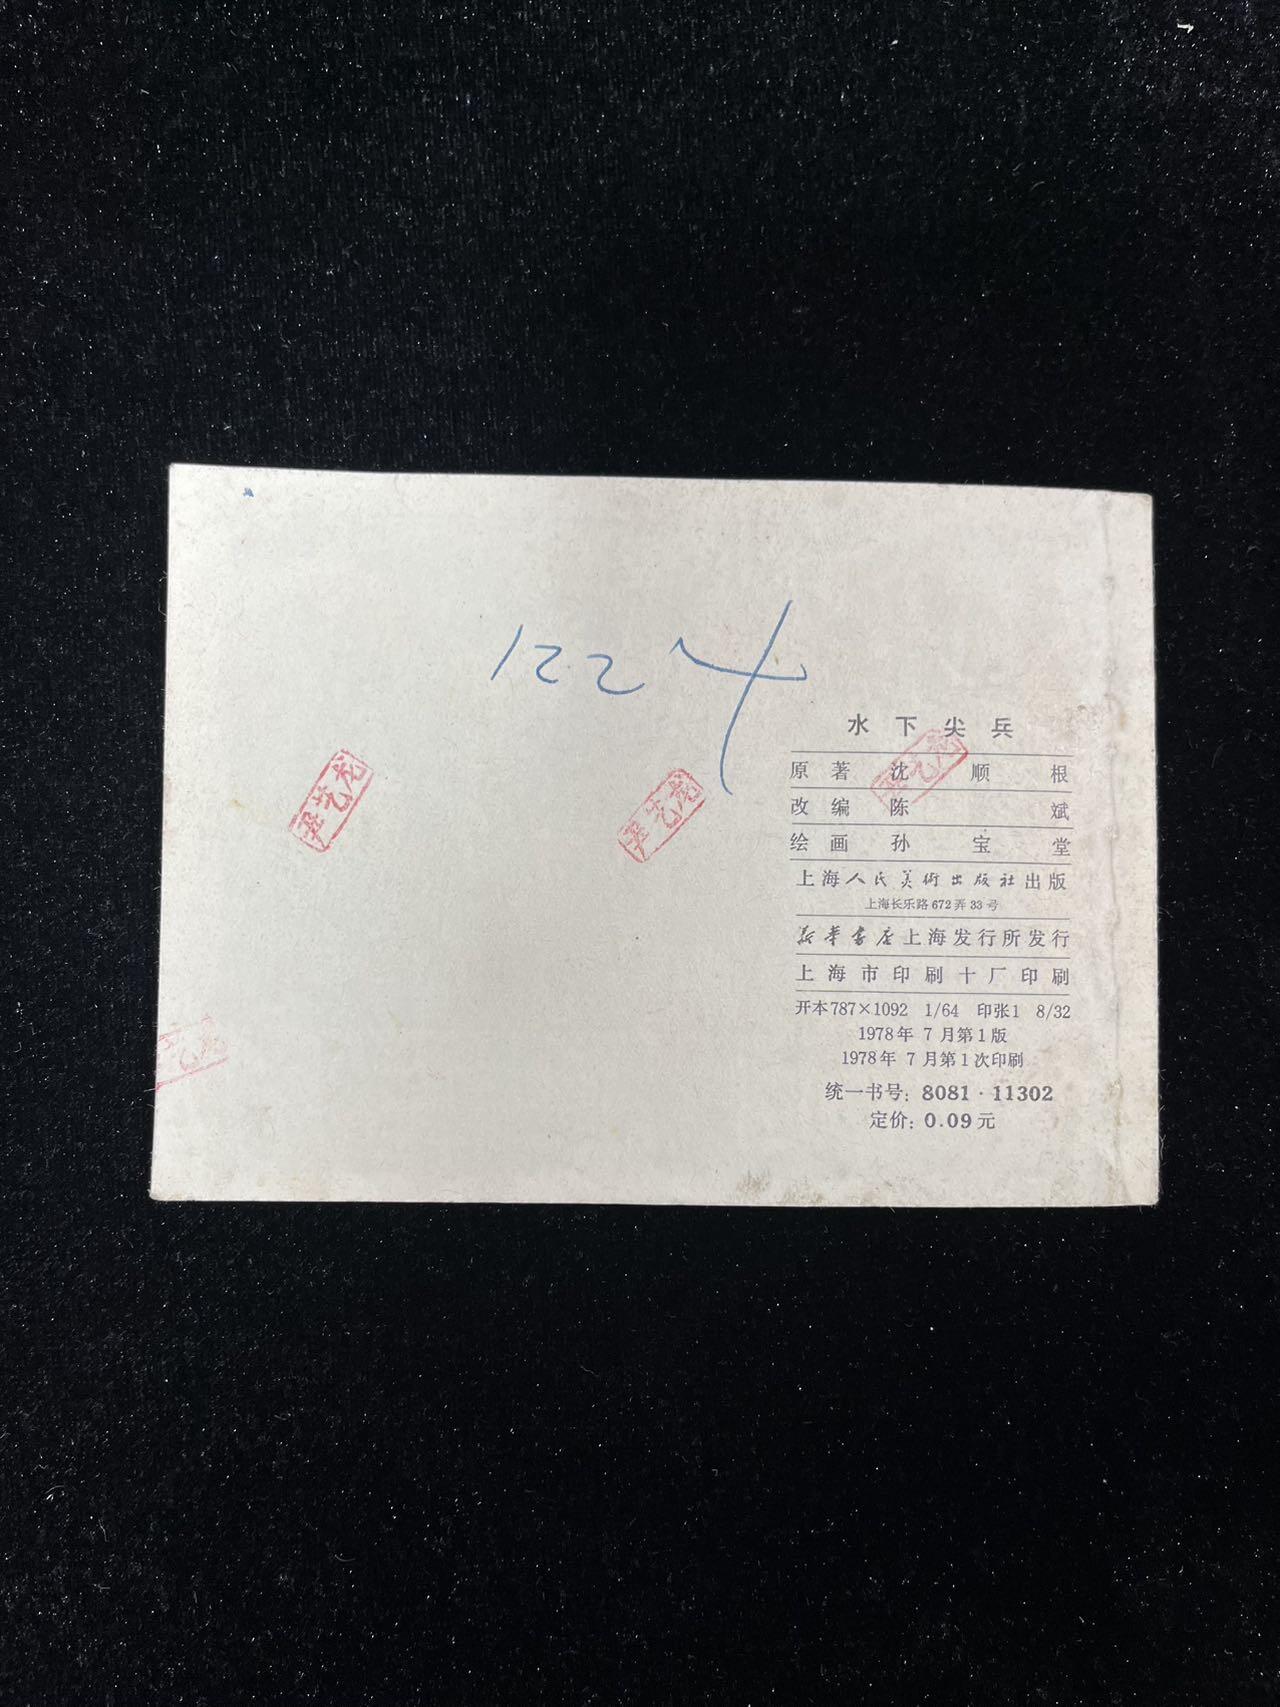 1224
水下尖兵
原著 沈顺根
改编 陈斌
绘画 孙宝堂
上海人民美術出版社出版
上海长乐路672弄33号
新华书店上海发行所发行
上海市印刷十厂印刷
开本787×1092 1/64 印张1 8/32
1978年7月第1版
1978年7月第1次印刷
统一书号：8081·11302
定价：0.09元